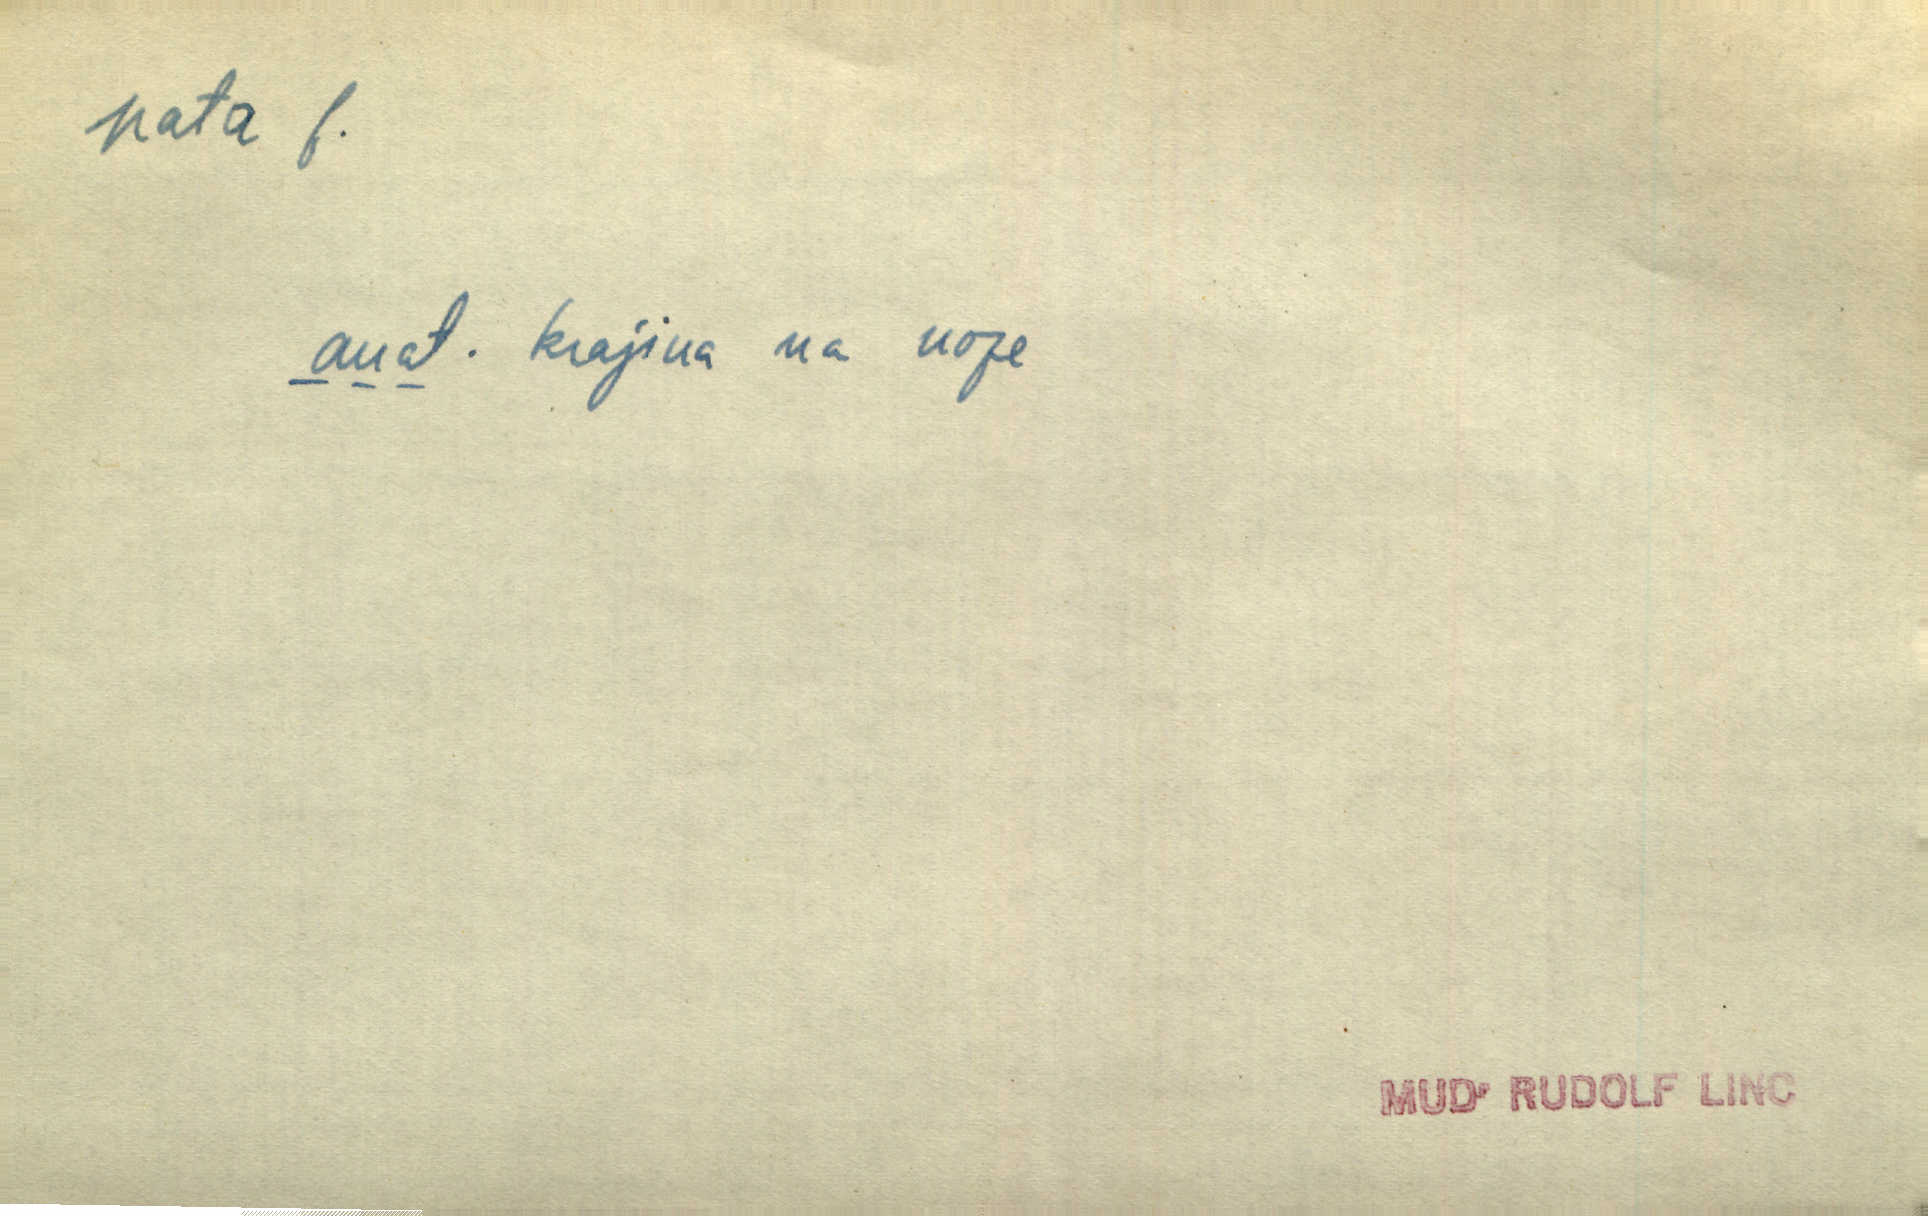 pata f.
anat. krajina na noze
MUDr RUDOLF LINC